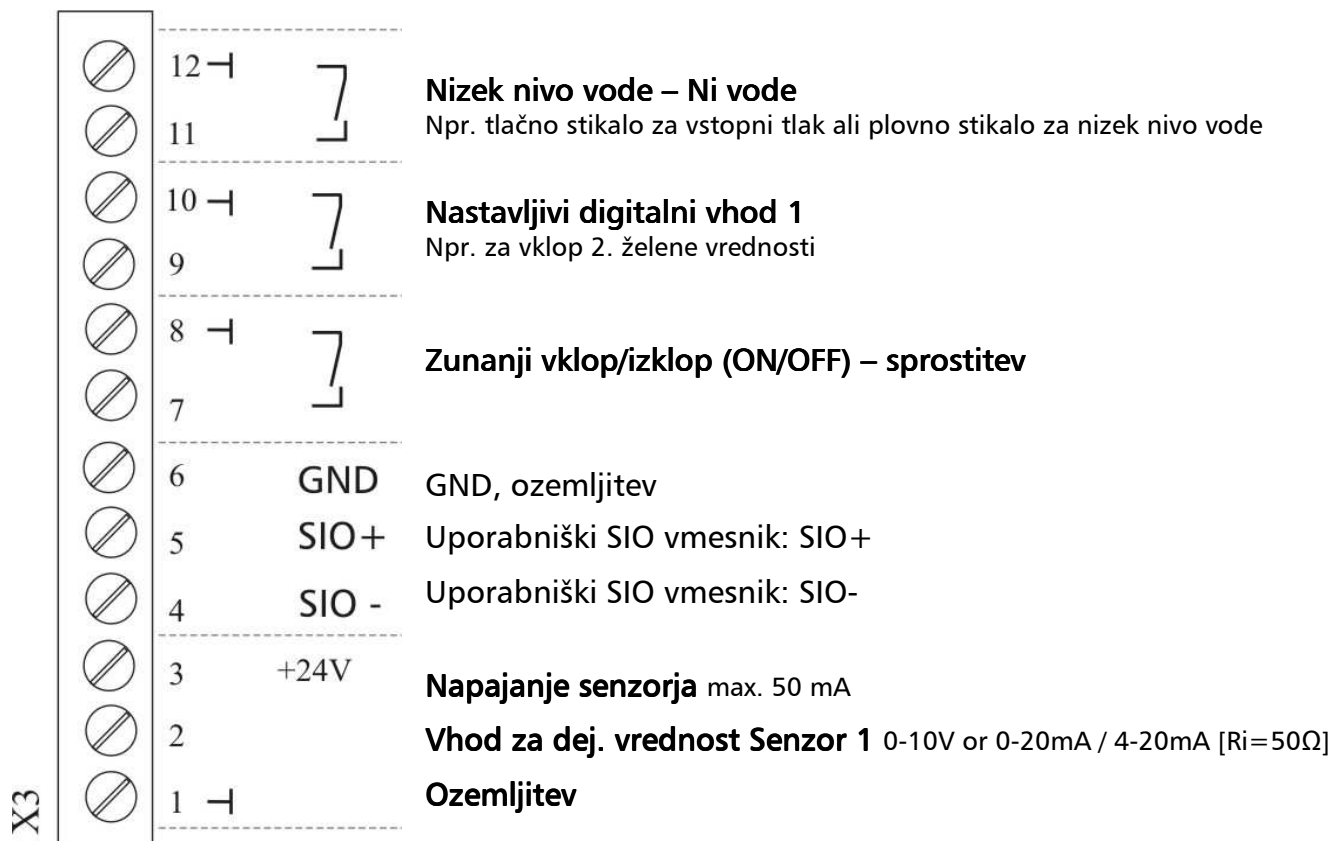 12
Nizek nivo vode – Ni vode
11
Npr. tlačno stikalo za vstopni tlak ali plovno stikalo za nizek nivo vode
10
Nastavljivi digitalni vhod 1
9
Npr. za vklop 2. želene vrednosti
8
Zunanji vklop/izklop (ON/OFF) – sprostitev
7
6 GND GND, ozemljitev
5 SIO+ Uporabniški SIO vmesnik: SIO+
4 SIO - Uporabniški SIO vmesnik: SIO-
3 +24V Napajanje senzorja max. 50 mA
2 Vhod za dej. vrednost Senzor 1 0-10V or 0-20mA / 4-20mA [Ri=50Ω]
1 Ozemljitev
X3